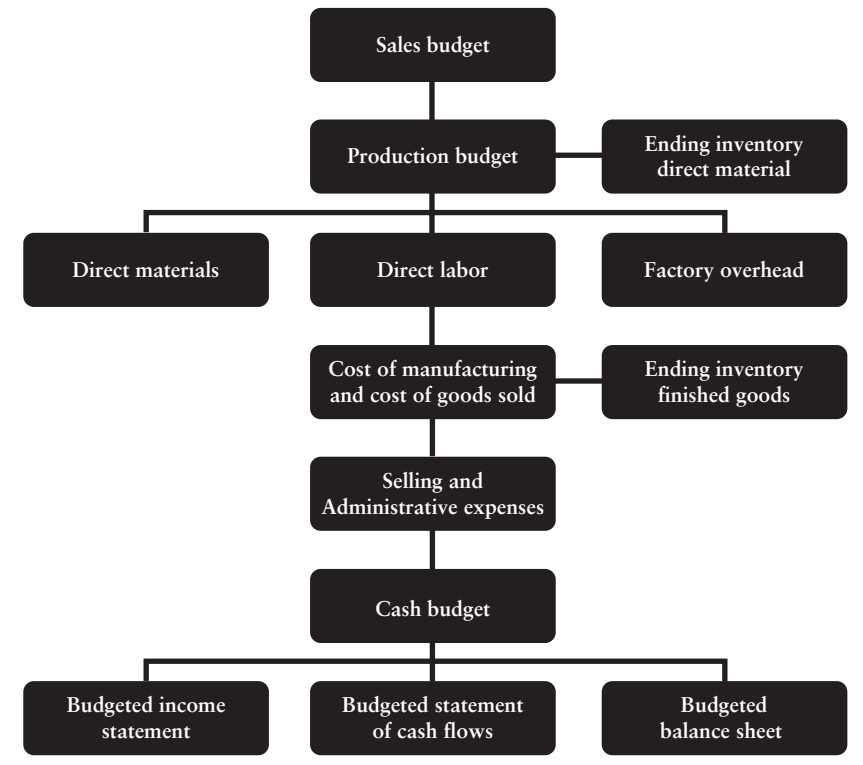 Sales budget
Production budget
Ending inventory
direct material
Direct materials
Direct labor
Factory overhead
Cost of manufacturing
and cost of goods sold
Ending inventory
finished goods
Selling and
Administrative expenses
Cash budget
Budgeted income
statement
Budgeted statement
of cash flows
Budgeted
balance sheet